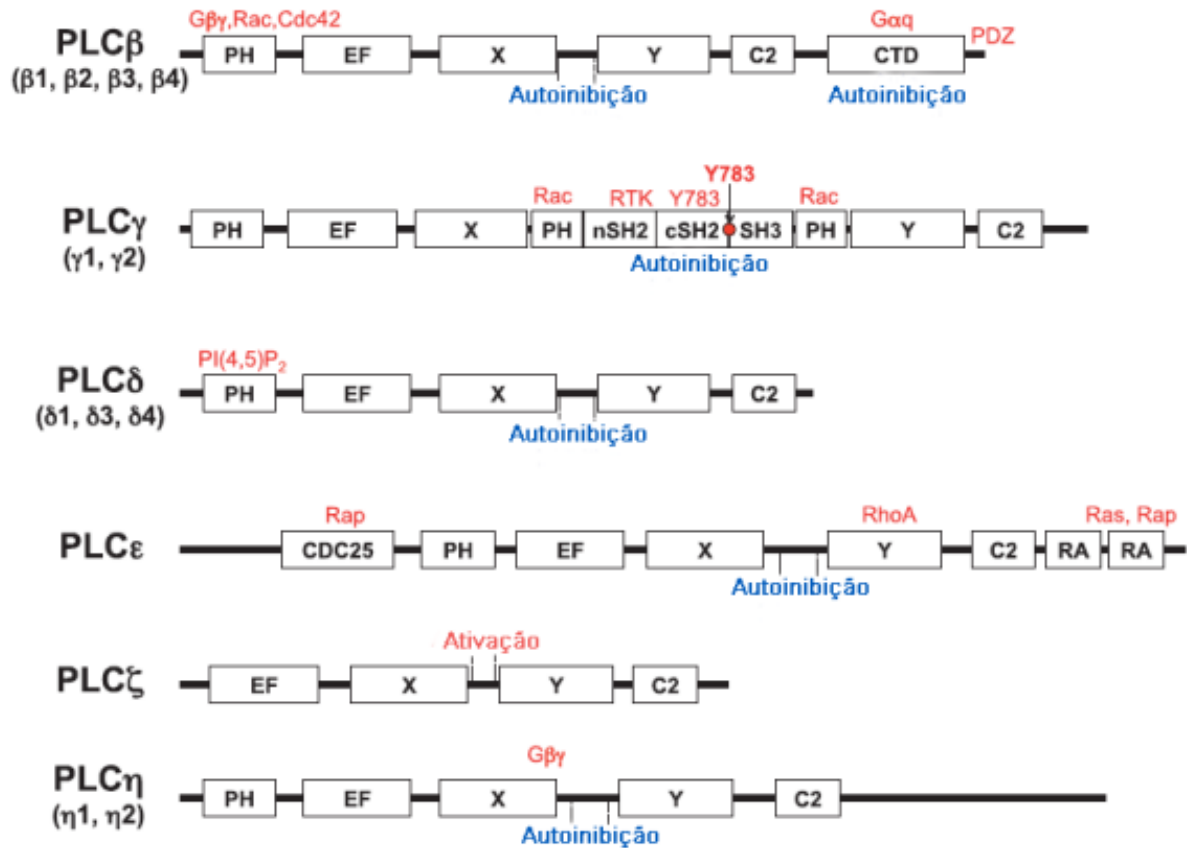 Gβγ,Rac,Cdc42 Gαq
PLCβ PH EF X Y C2 CTD PDZ
(β1, β2, β3, β4)
Autoinibição Autoinibição
Y783
Rac RTK Y783 Rac
PLCγ PH EF X PH nSH2 cSH2 SH3 PH Y C2
(γ1, γ2)
Autoinibição
PI(4,5)P₂
PLCδ PH EF X Y C2
(δ1, δ3, δ4)
Autoinibição
Rap RhoA Ras, Rap
PLCε CDC25 PH EF X Y C2 RA RA
Autoinibição
Ativação
PLCζ EF X Y C2
Gβγ
PLCη PH EF X Y C2
(η1, η2)
Autoinibição